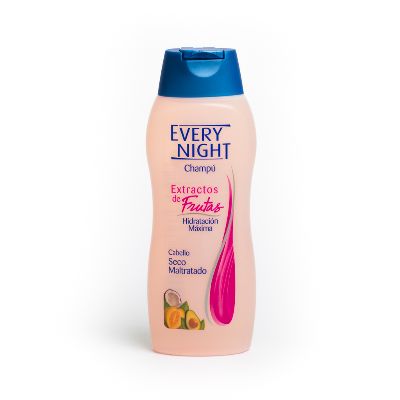 EVERY
NIGHT
Champú
Extractos
de Frutas
Hidratación
Máxima
Cabello
Seco
Maltratado